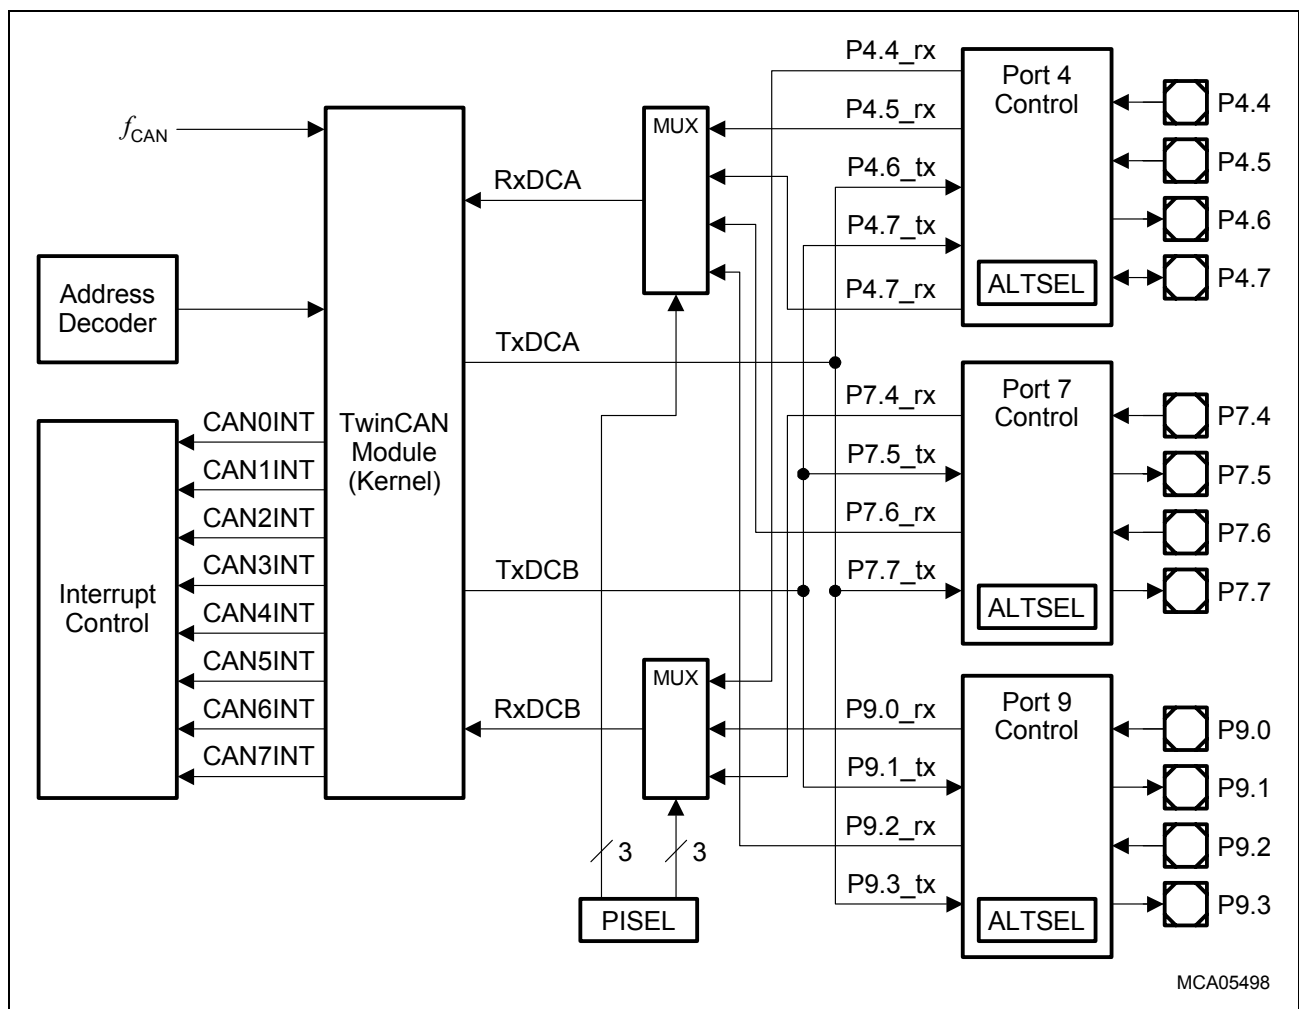 P4.4_rx
Port 4
Control
P4.4
MUX
P4.5_rx
f CAN
P4.5
RxDCA
P4.6_tx
P4.6
P4.7_tx
Address
Decoder
ALTSEL
P4.7
P4.7_rx
TxDCA
Port 7
Control
P7.4_rx
P7.4
CAN0INT
TwinCAN
Module
(Kernel)
P7.5_tx
P7.5
CAN1INT
CAN2INT
P7.6_rx
P7.6
CAN3INT
TxDCB
P7.7_tx
ALTSEL
P7.7
Interrupt
Control
CAN4INT
CAN5INT
MUX
CAN6INT
RxDCB
P9.0_rx
Port 9
Control
P9.0
CAN7INT
P9.1_tx
P9.1
3
3
P9.2_rx
P9.2
P9.3_tx
P9.3
PISEL
ALTSEL
MCA05498